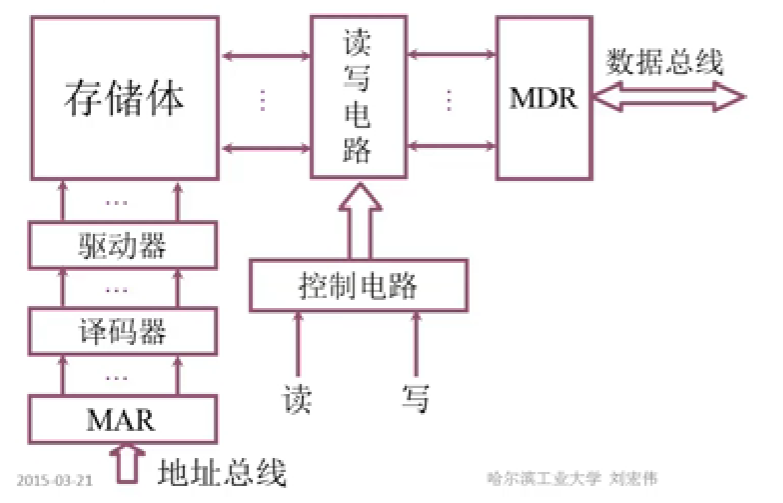 存储体
读写电路
MDR
数据总线
驱动器
控制电路
译码器
读
写
MAR
地址总线
2015-03-21
哈尔滨工业大学 刘宏伟